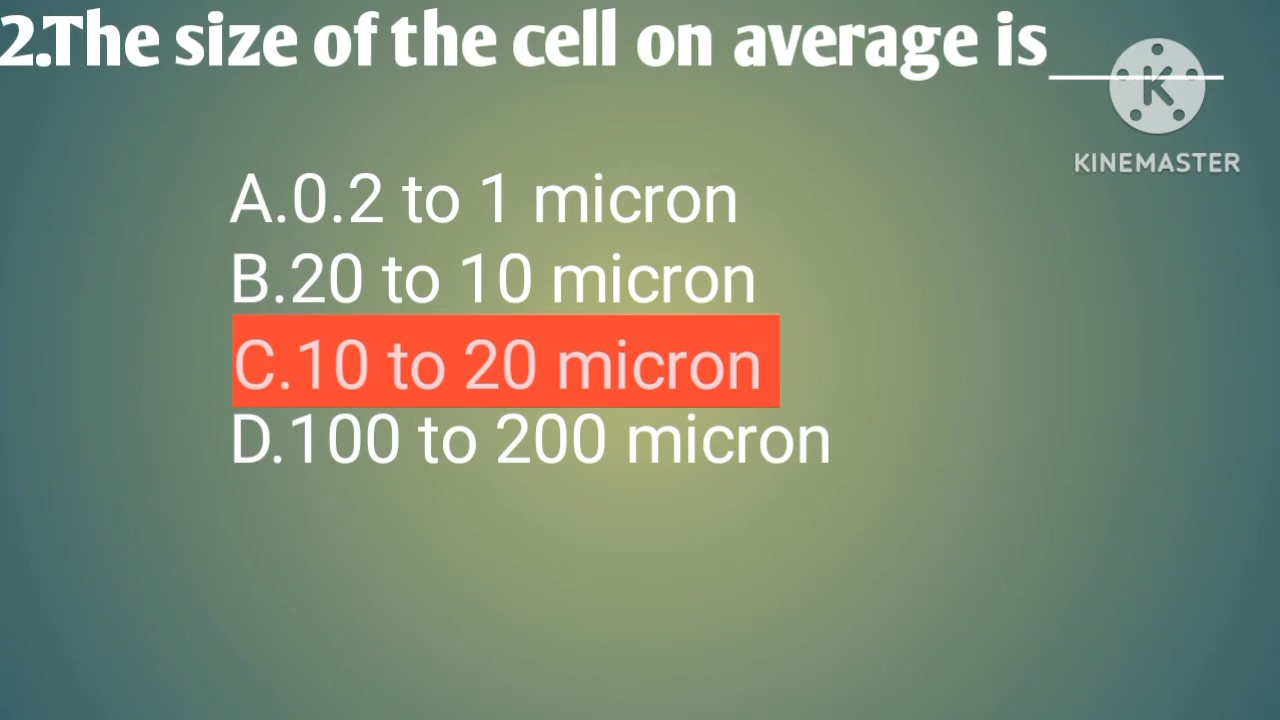 2.The size of the cell on average is_____
K
KINEMASTER
A.0.2 to 1 micron
B.20 to 10 micron
C.10 to 20 micron
D.100 to 200 micron